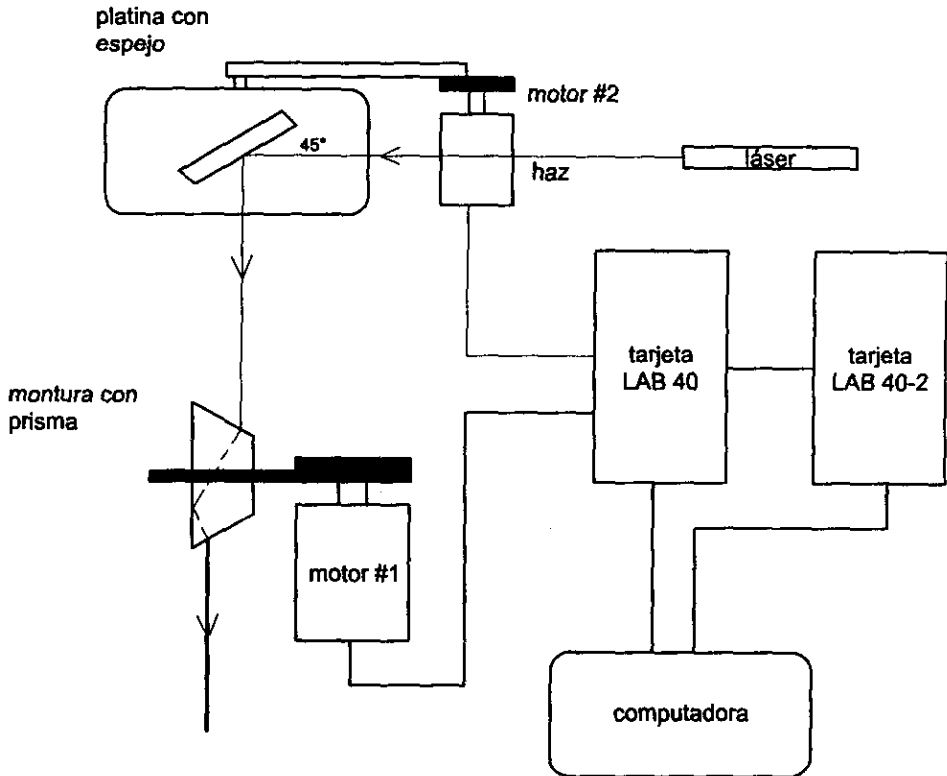 platina con
espejo
motor #2
45°
haz
láser
tarjeta
LAB 40
tarjeta
LAB 40-2
montura con
prisma
motor #1
computadora